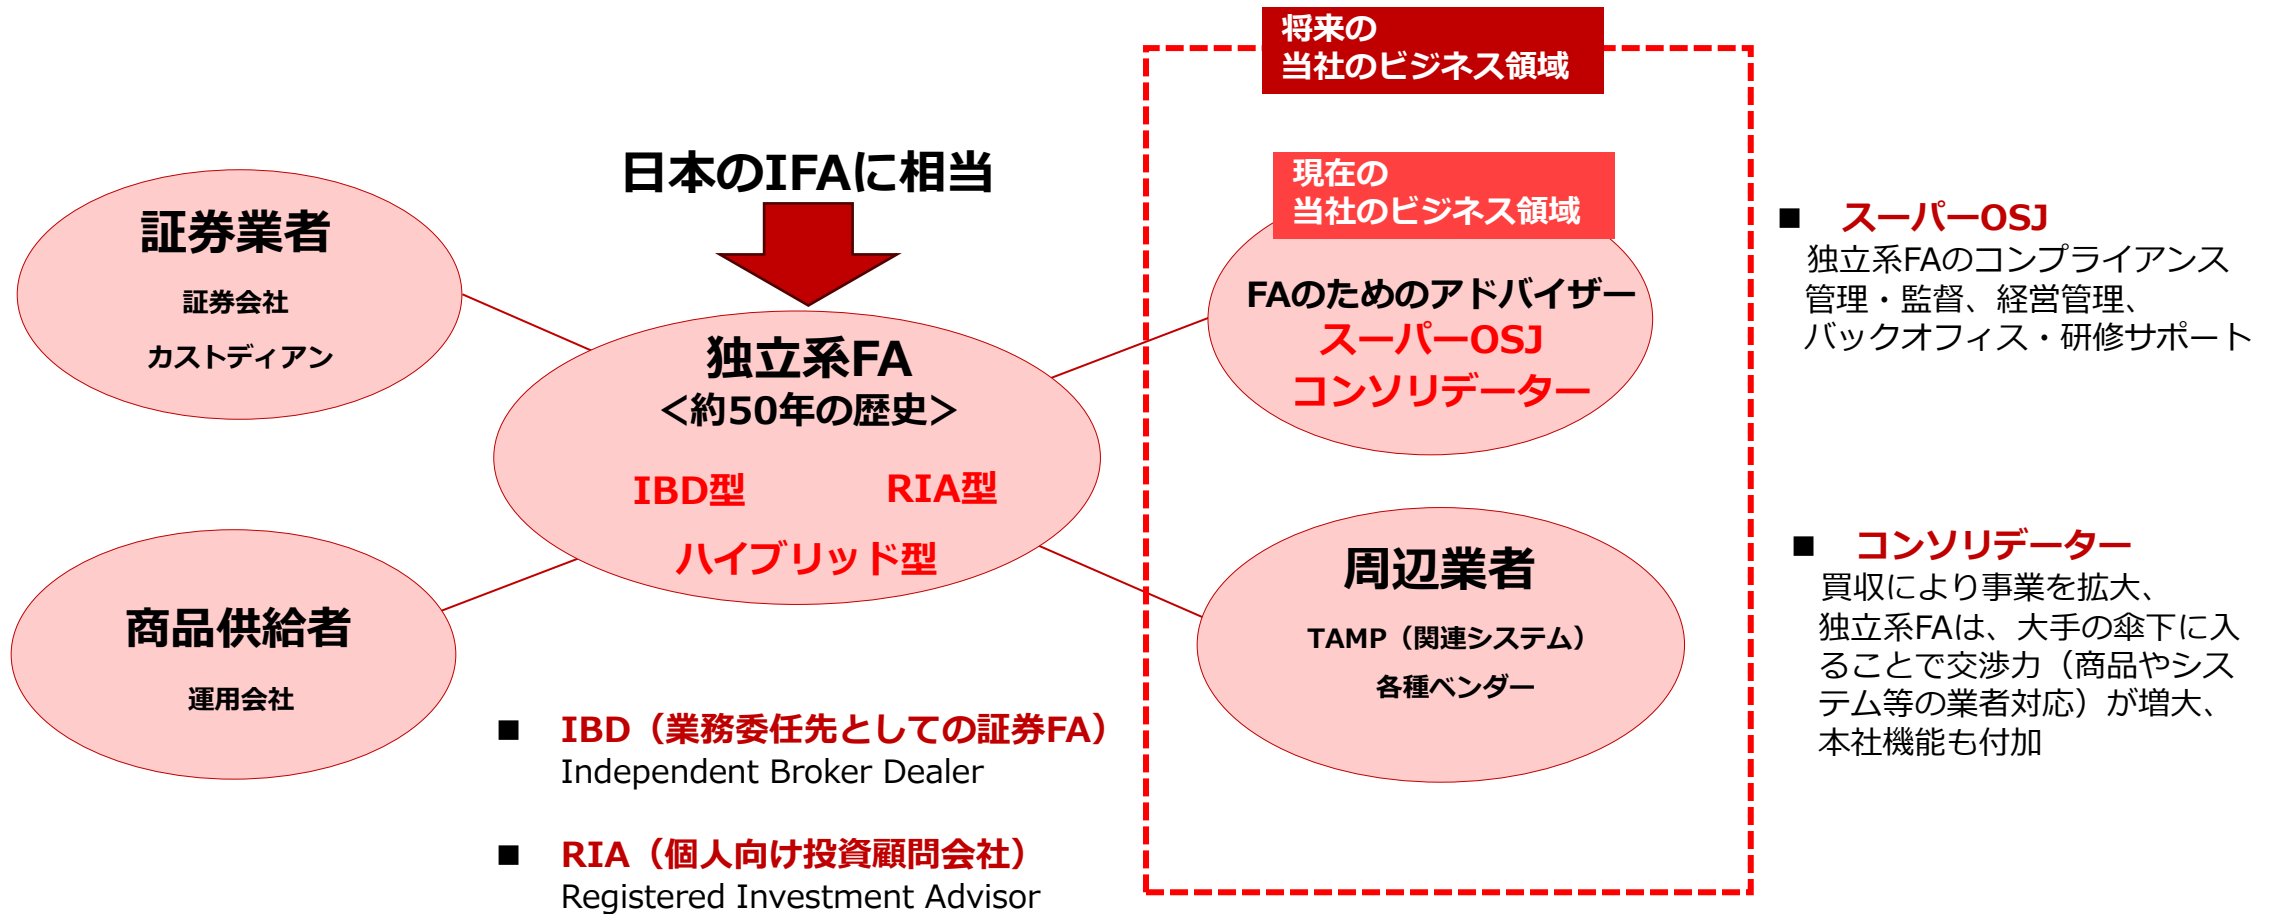 将来の
当社のビジネス領域
日本のIFAに相当
現在の
当社のビジネス領域
証券業者
証券会社
カストディアン
独立系FA
＜約50年の歴史＞
IBD型
RIA型
ハイブリッド型
FAのためのアドバイザー
スーパーOSJ
コンソリデーター
商品供給者
運用会社
周辺業者
TAMP（関連システム）
各種ベンダー
■ スーパーOSJ
独立系FAのコンプライアンス
管理・監督、経営管理、
バックオフィス・研修サポート
■ コンソリデーター
買収により事業を拡大、
独立系FAは、大手の傘下に入
ることで交渉力（商品やシス
テム等の業者対応）が増大、
本社機能も付加
■ IBD（業務委任先としての証券FA）
Independent Broker Dealer
■ RIA（個人向け投資顧問会社）
Registered Investment Advisor